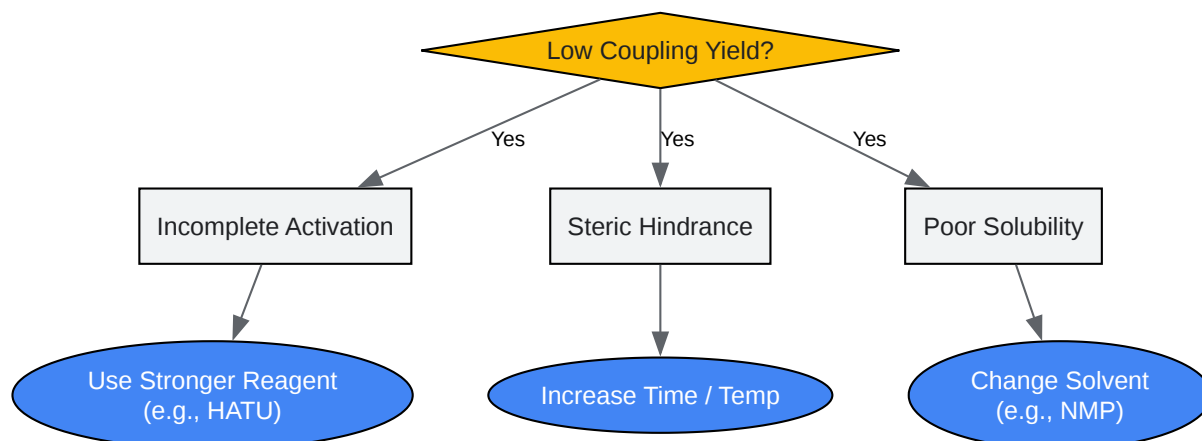 Low Coupling Yield?
Yes
Yes
Yes
Incomplete Activation
Steric Hindrance
Poor Solubility
Use Stronger Reagent
(e.g., HATU)
Increase Time / Temp
Change Solvent
(e.g., NMP)